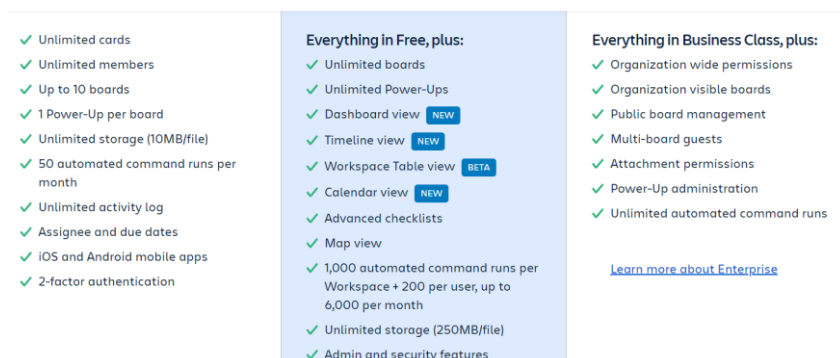 Unlimited cards
Unlimited members
Up to 10 boards
1 Power-Up per board
Unlimited storage (10MB/file)
50 automated command runs per
month
Unlimited activity log
Assignee and due dates
iOS and Android mobile apps
2-factor authentication
Everything in Free, plus:
Unlimited boards
Unlimited Power-Ups
Dashboard view NEW
Timeline view NEW
Workspace Table view BETA
Calendar view NEW
Advanced checklists
Map view
1,000 automated command runs per
Workspace + 200 per user, up to
6,000 per month
Unlimited storage (250MB/file)
Admin and security features
Everything in Business Class, plus:
Organization wide permissions
Organization visible boards
Public board management
Multi-board guests
Attachment permissions
Power-Up administration
Unlimited automated command runs
Learn more about Enterprise